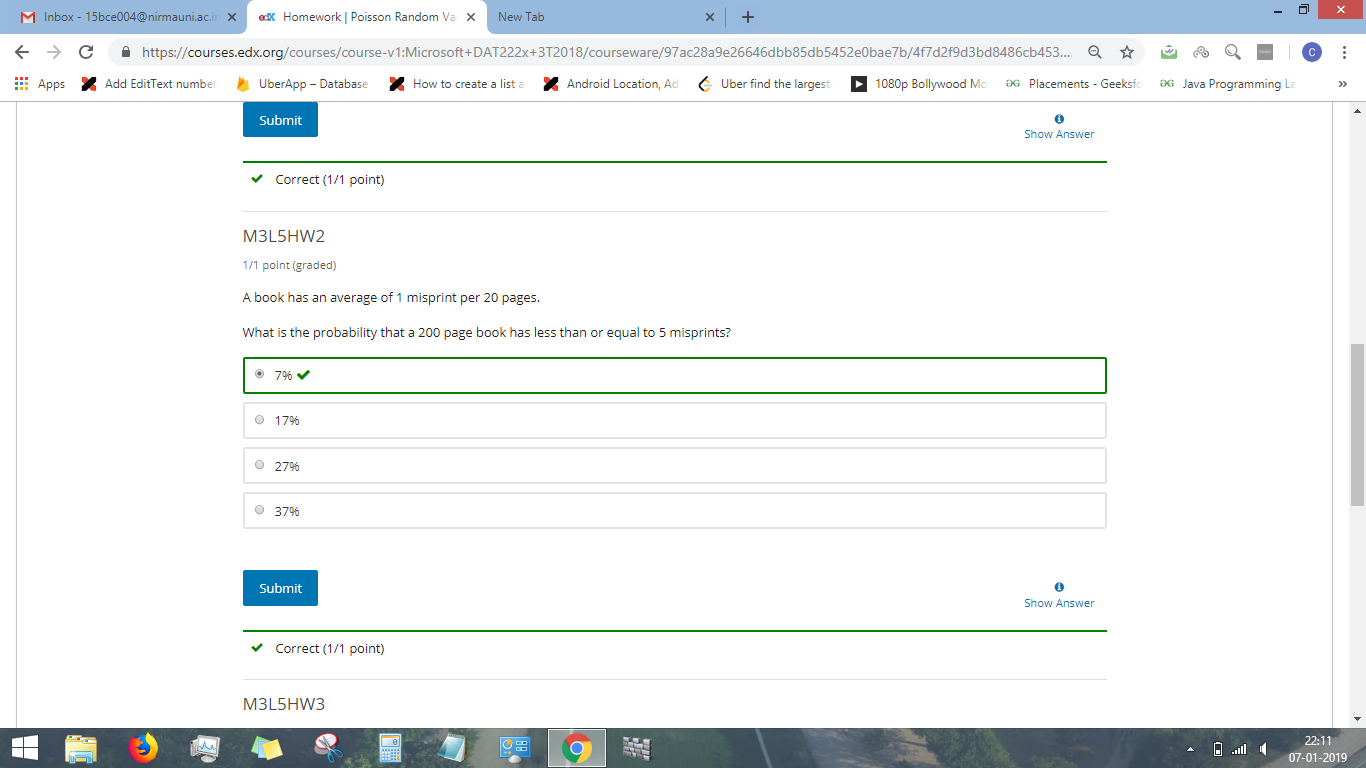 Inbox - 15bce004@nirmauni.ac.i
Homework | Poisson Random Va
New Tab
https://courses.edx.org/courses/course-v1:Microsoft+DAT222x+3T2018/courseware/97ac28a9e26646dbb85db5452e0bae7b/4f7d2f9d3bd8486cb453...
C
Apps
Add EditText number
UberApp – Database
How to create a list a
Android Location, Ad
Uber find the largest
1080p Bollywood Mo
Placements - Geeksfo
Java Programming La
»
Submit
Show Answer
Correct (1/1 point)
M3L5HW2
1/1 point (graded)
A book has an average of 1 misprint per 20 pages.
What is the probability that a 200 page book has less than or equal to 5 misprints?
7%
17%
27%
37%
Submit
Show Answer
Correct (1/1 point)
M3L5HW3
22:11
07-01-2019